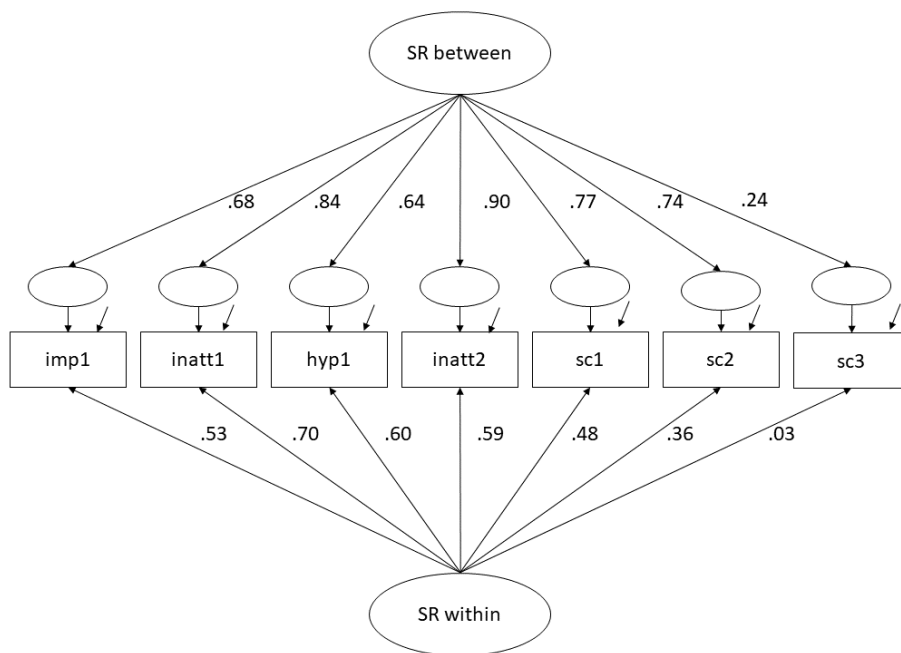 SR between
.68 .84 .64 .90 .77 .74 .24
imp1 inatt1 hyp1 inatt2 sc1 sc2 sc3
.53 .70 .60 .59 .48 .36 .03
SR within